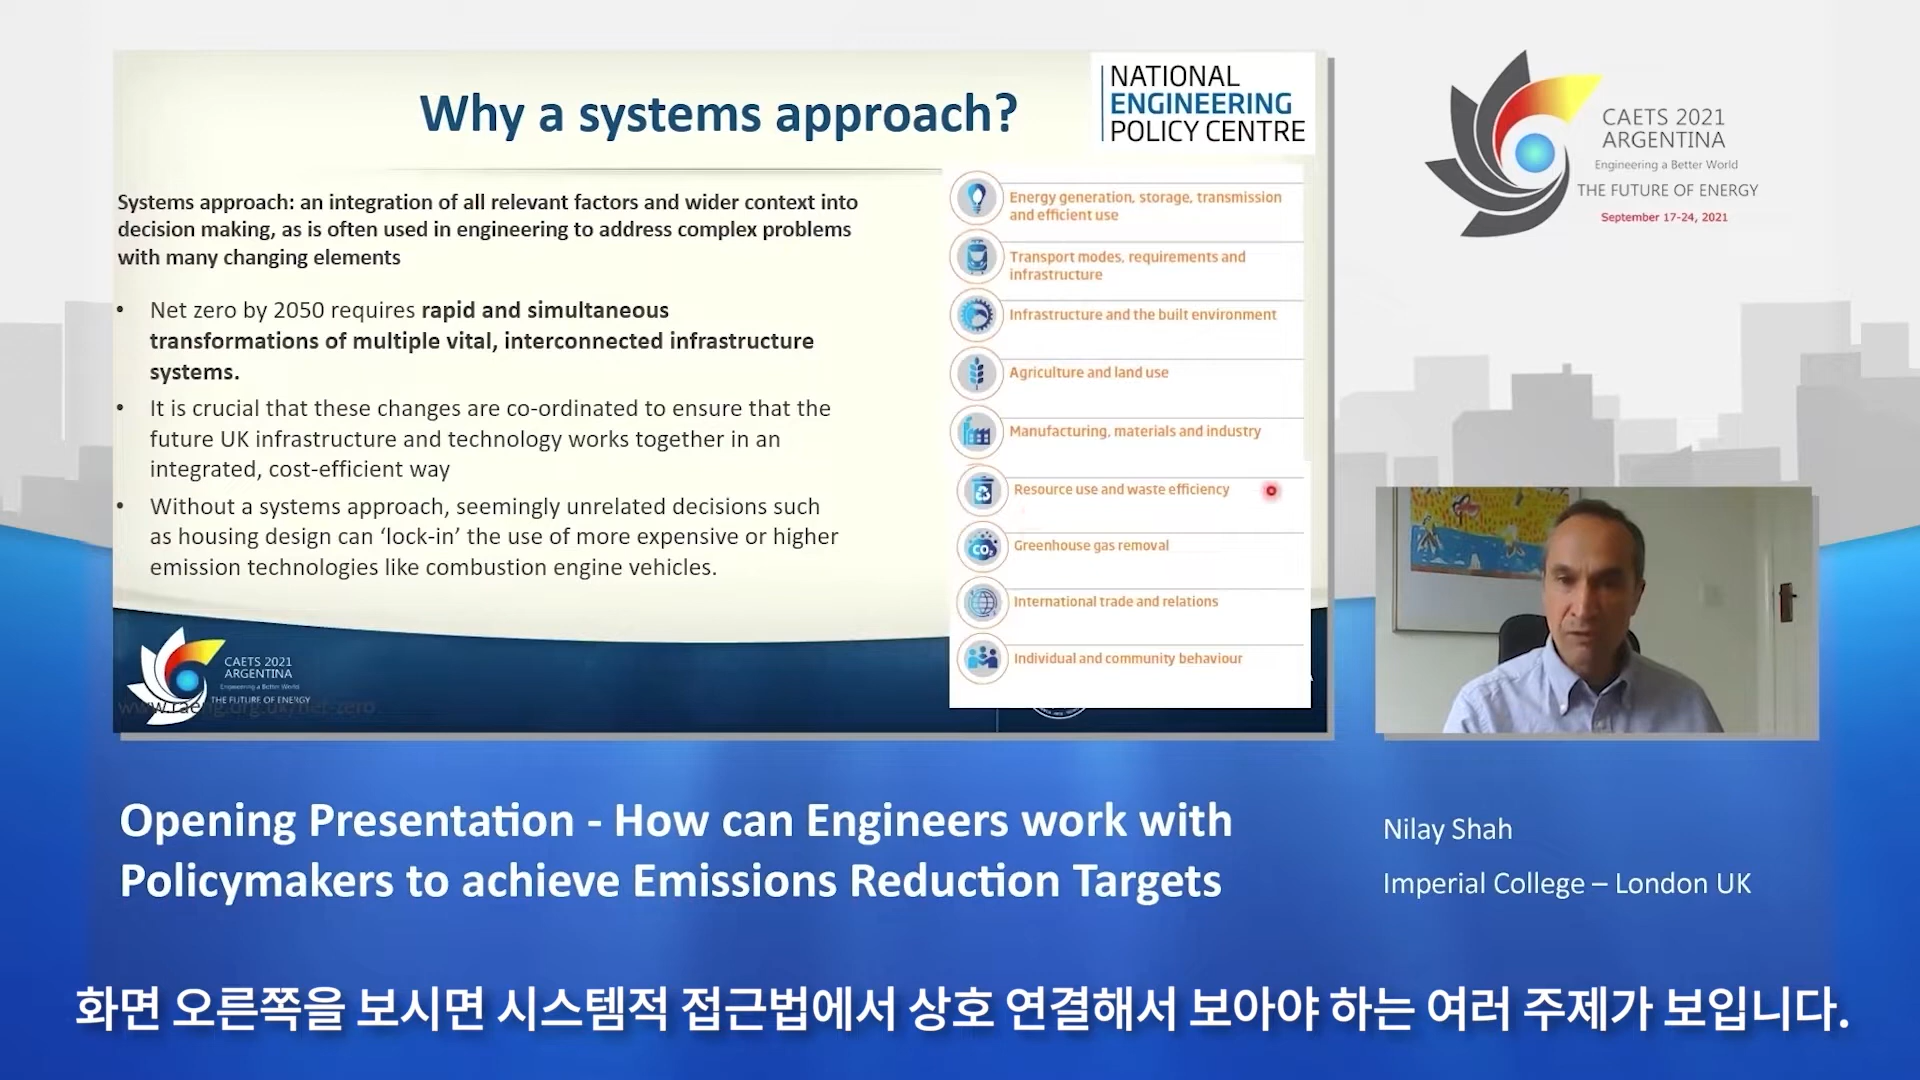 Why a systems approach?
NATIONAL
ENGINEERING
POLICY CENTRE
Systems approach: an integration of all relevant factors and wider context into
decision making, as is often used in engineering to address complex problems
with many changing elements
• Net zero by 2050 requires rapid and simultaneous
transformations of multiple vital, interconnected infrastructure
systems.
• It is crucial that these changes are co-ordinated to ensure that the
future UK infrastructure and technology works together in an
integrated, cost-efficient way
• Without a systems approach, seemingly unrelated decisions such
as housing design can ‘lock-in’ the use of more expensive or higher
emission technologies like combustion engine vehicles.
Energy generation, storage, transmission
and efficient use
Transport modes, requirements and
infrastructure
Infrastructure and the built environment
Agriculture and land use
Manufacturing, materials and industry
Resource use and waste efficiency
CO₂
Greenhouse gas removal
International trade and relations
Individual and community behaviour
CAETS 2021
ARGENTINA
Engineering a Better World
THE FUTURE OF ENERGY
www.raeng.org.uk/net-zero
CAETS 2021
ARGENTINA
Engineering a Better World
THE FUTURE OF ENERGY
September 17-24, 2021
Opening Presentation - How can Engineers work with
Policymakers to achieve Emissions Reduction Targets
Nilay Shah
Imperial College – London UK
화면 오른쪽을 보시면 시스템적 접근법에서 상호 연결해서 보아야 하는 여러 주제가 보입니다.